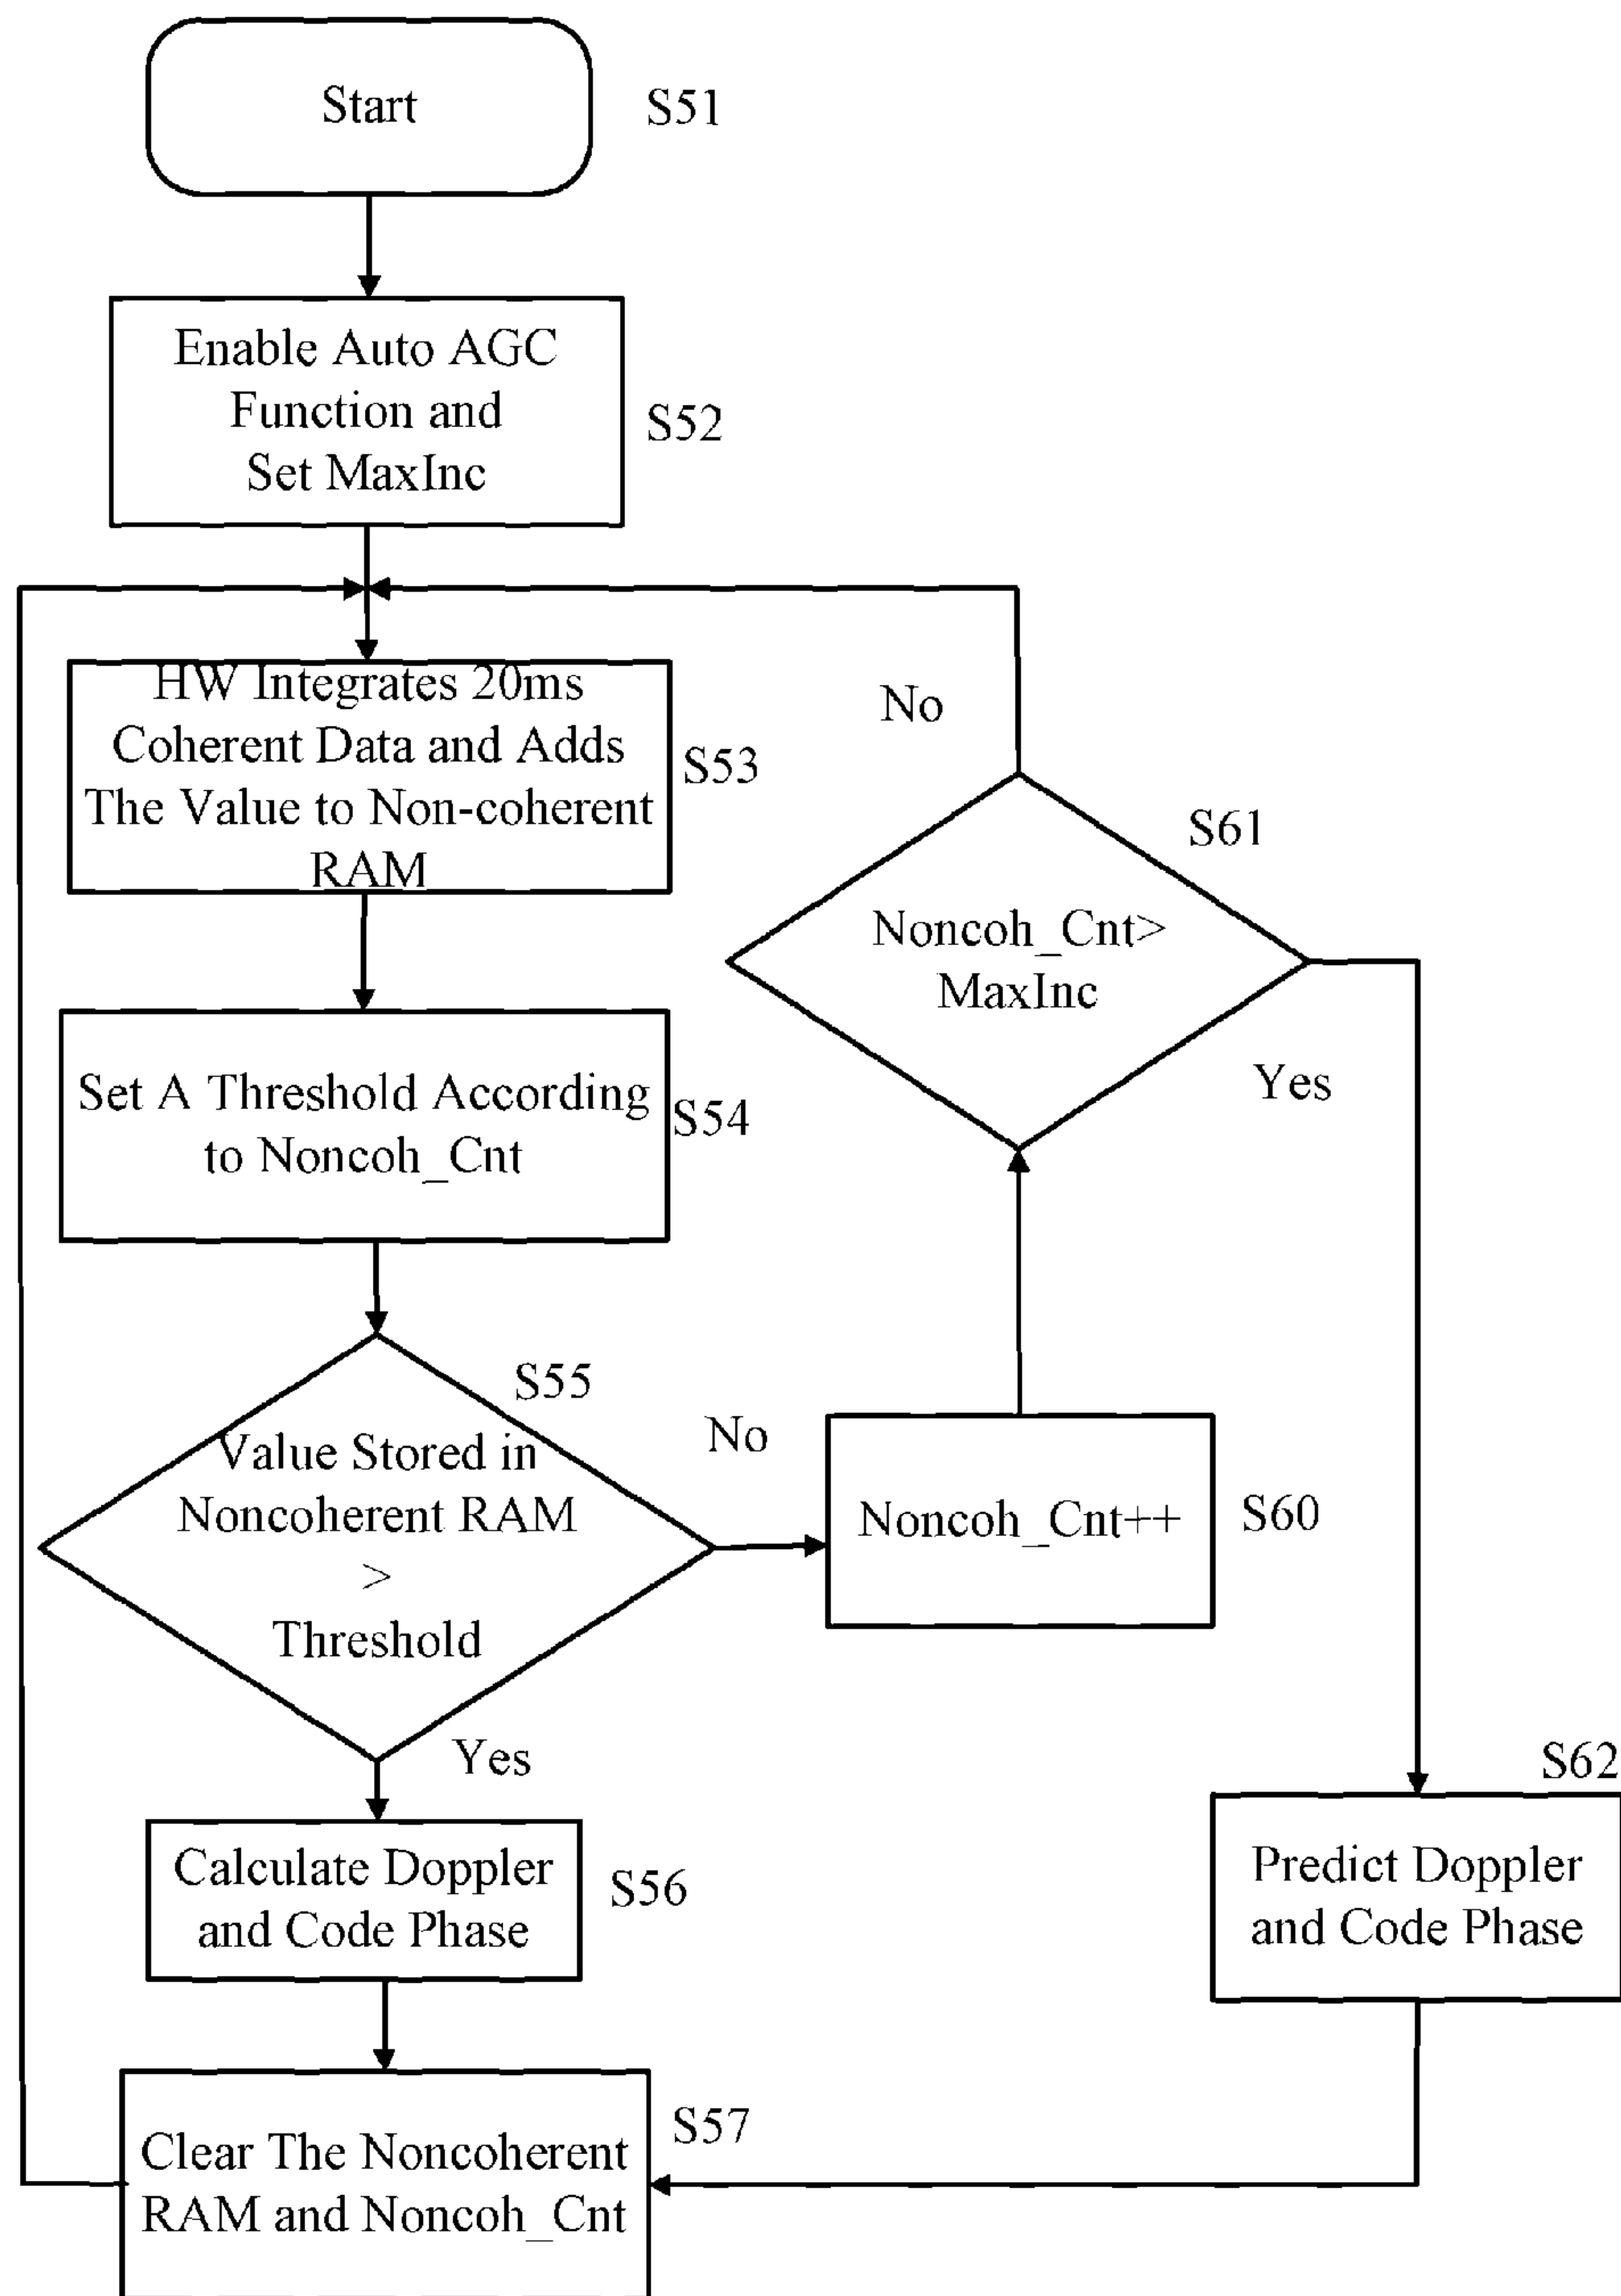 Start
S51
Enable Auto AGC
Function and
Set MaxInc
S52
HW Integrates 20ms
Coherent Data and Adds
The Value to Non-coherent
RAM
S53
Set A Threshold According
to Noncoh_Cnt
S54
S55
Value Stored in
Noncoherent RAM
>
Threshold
No
Yes
Noncoh_Cnt++
S60
No
S61
Noncoh_Cnt>
MaxInc
Yes
Calculate Doppler
and Code Phase
S56
S62
Predict Doppler
and Code Phase
Clear The Noncoherent
RAM and Noncoh_Cnt
S57